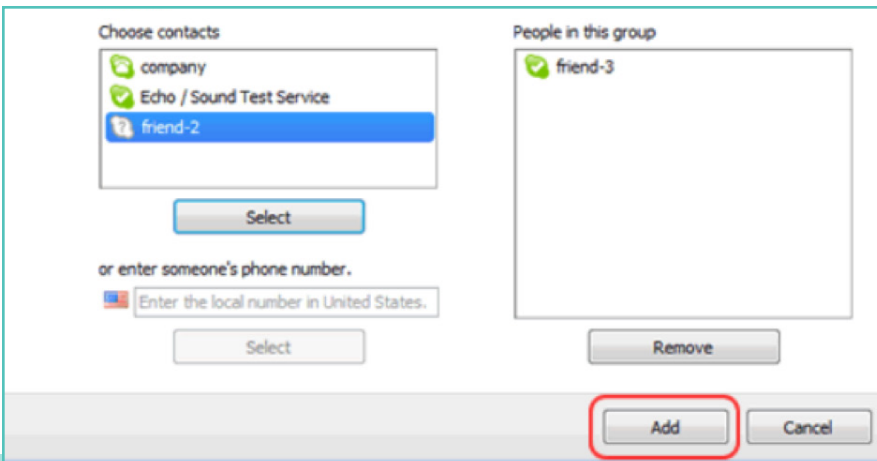 Choose contacts
company
Echo / Sound Test Service
friend-2
Select
or enter someone's phone number.
Enter the local number in United States.
Select
People in this group
friend-3
Remove
Add
Cancel